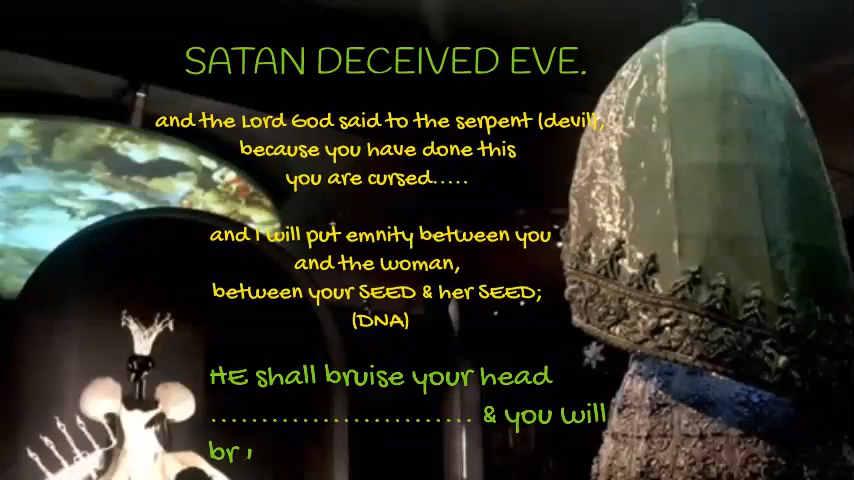 SATAN DECEIVED EVE.
and the Lord God said to the serpent (devil),
because you have done this
you are cursed.....
and I will put emnity between you
and the woman,
between your SEED & her SEED;
(DNA)
HE shall bruise your head
.......................... & you will
br